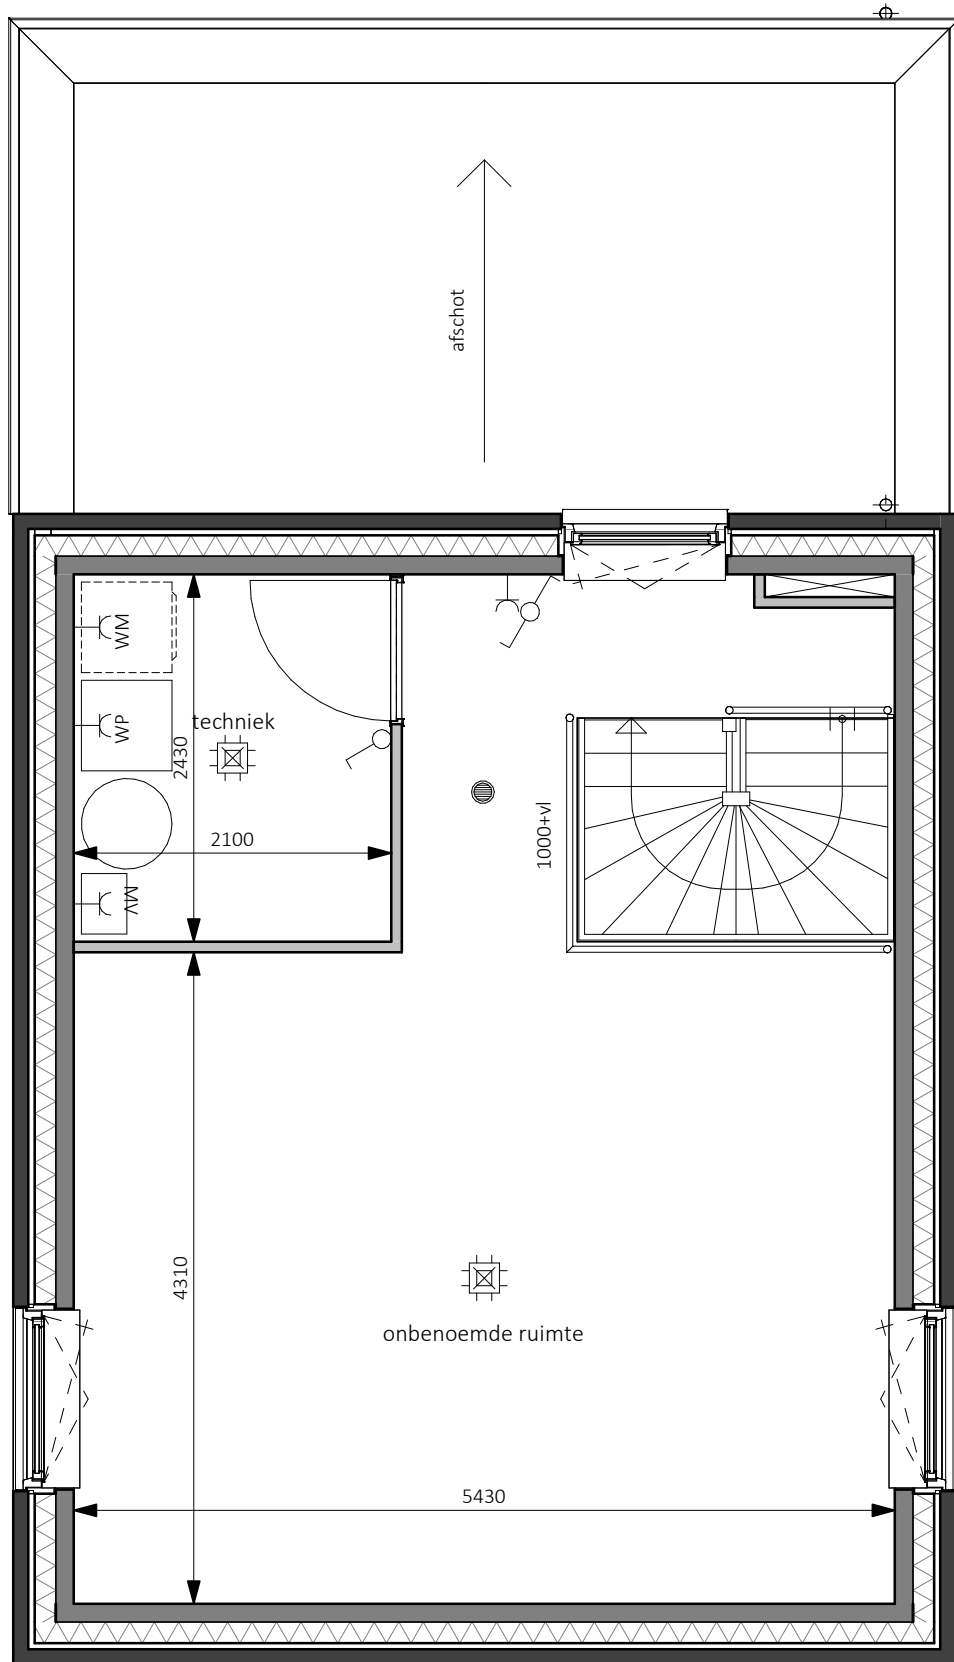 afschot
WM
WP
techniek
2430
2100
MV
1000+vl
4310
onbenoemde ruimte
5430